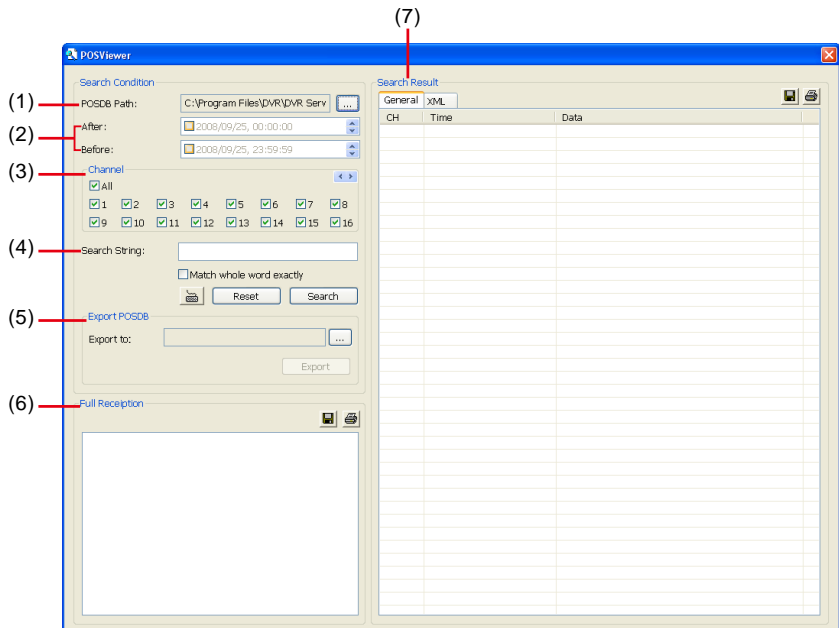 (7)
POSViewer
Search Condition
(1)
POSDB Path:
C:\Program Files\DVR\DVR Serv
...
(2)
After:
2008/09/25, 00:00:00
Before:
2008/09/25, 23:59:59
(3)
Channel
< >
All
1 2 3 4 5 6 7 8
9 10 11 12 13 14 15 16
(4)
Search String:
Match whole word exactly
Reset
Search
(5)
Export POSDB
Export to:
...
Export
(6)
Full Receiption
Search Result
General
XML
CH Time Data